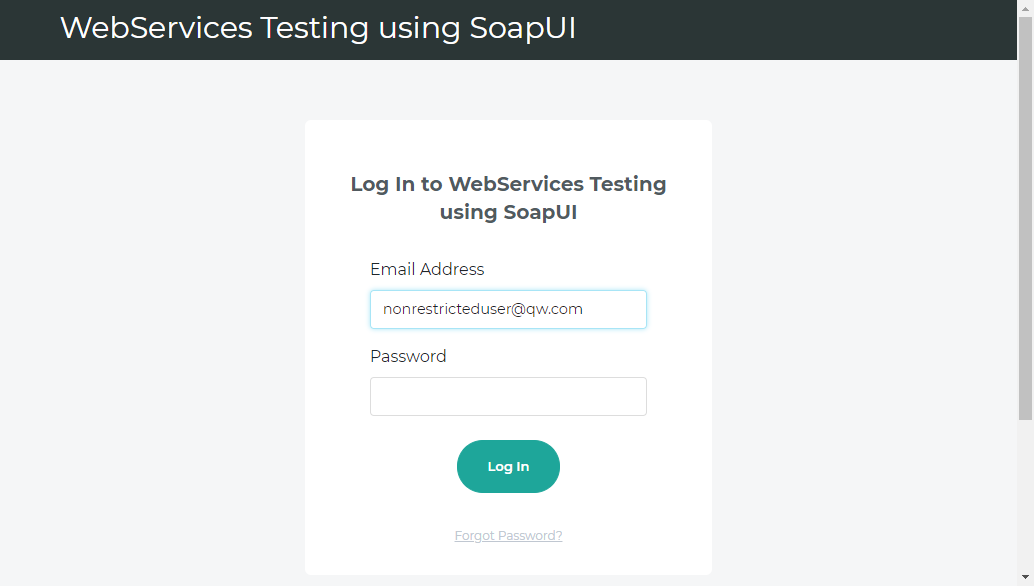 WebServices Testing using SoapUI
Log In to WebServices Testing
using SoapUI
Email Address
nonrestricteduser@qw.com
Password
Log In
Forgot Password?